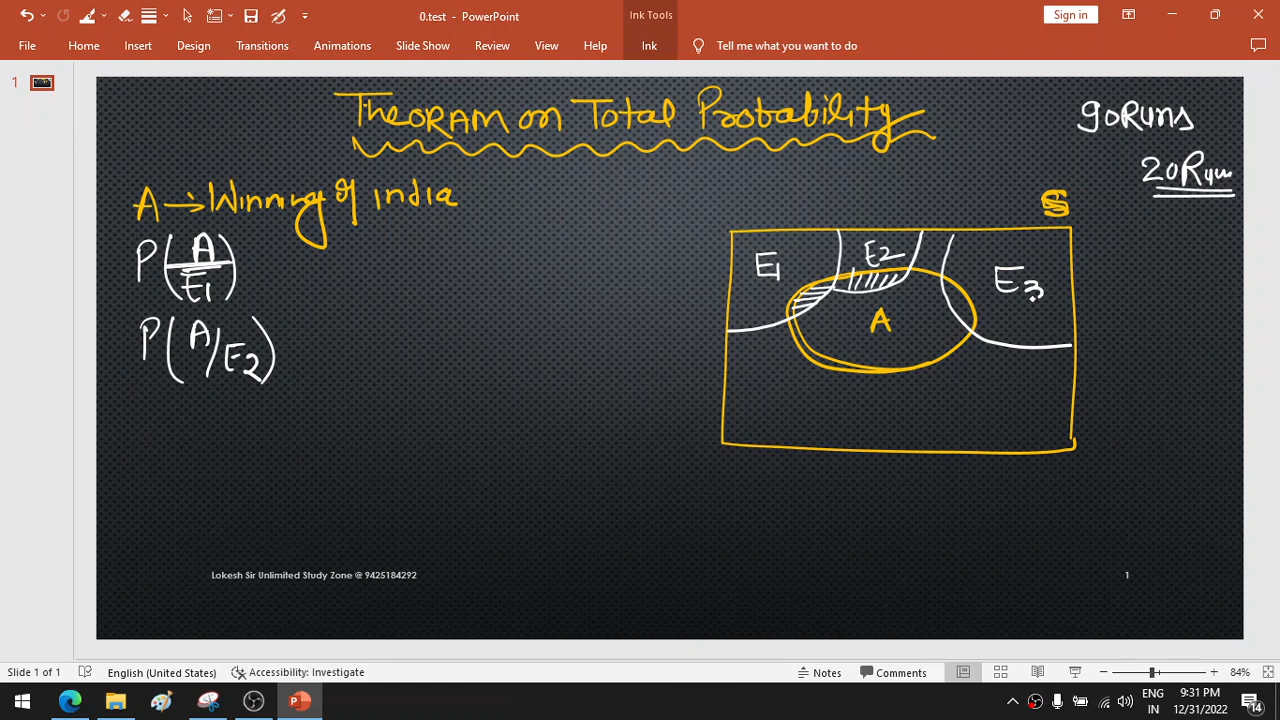 0.test - PowerPoint
Ink Tools
Sign in
File Home Insert Design Transitions Animations Slide Show Review View Help Ink Tell me what you want to do
1
TheoRAM on Total Probability
90Runs
20Run
A → Winning of india
S
P(A/E1)
E1
E2
E3
A
P(A/E2)
Lokesh Sir Unlimited Study Zone @ 9425184292
1
Slide 1 of 1 English (United States) Accessibility: Investigate Notes Comments 84%
ENG
IN
9:31 PM
12/31/2022
14